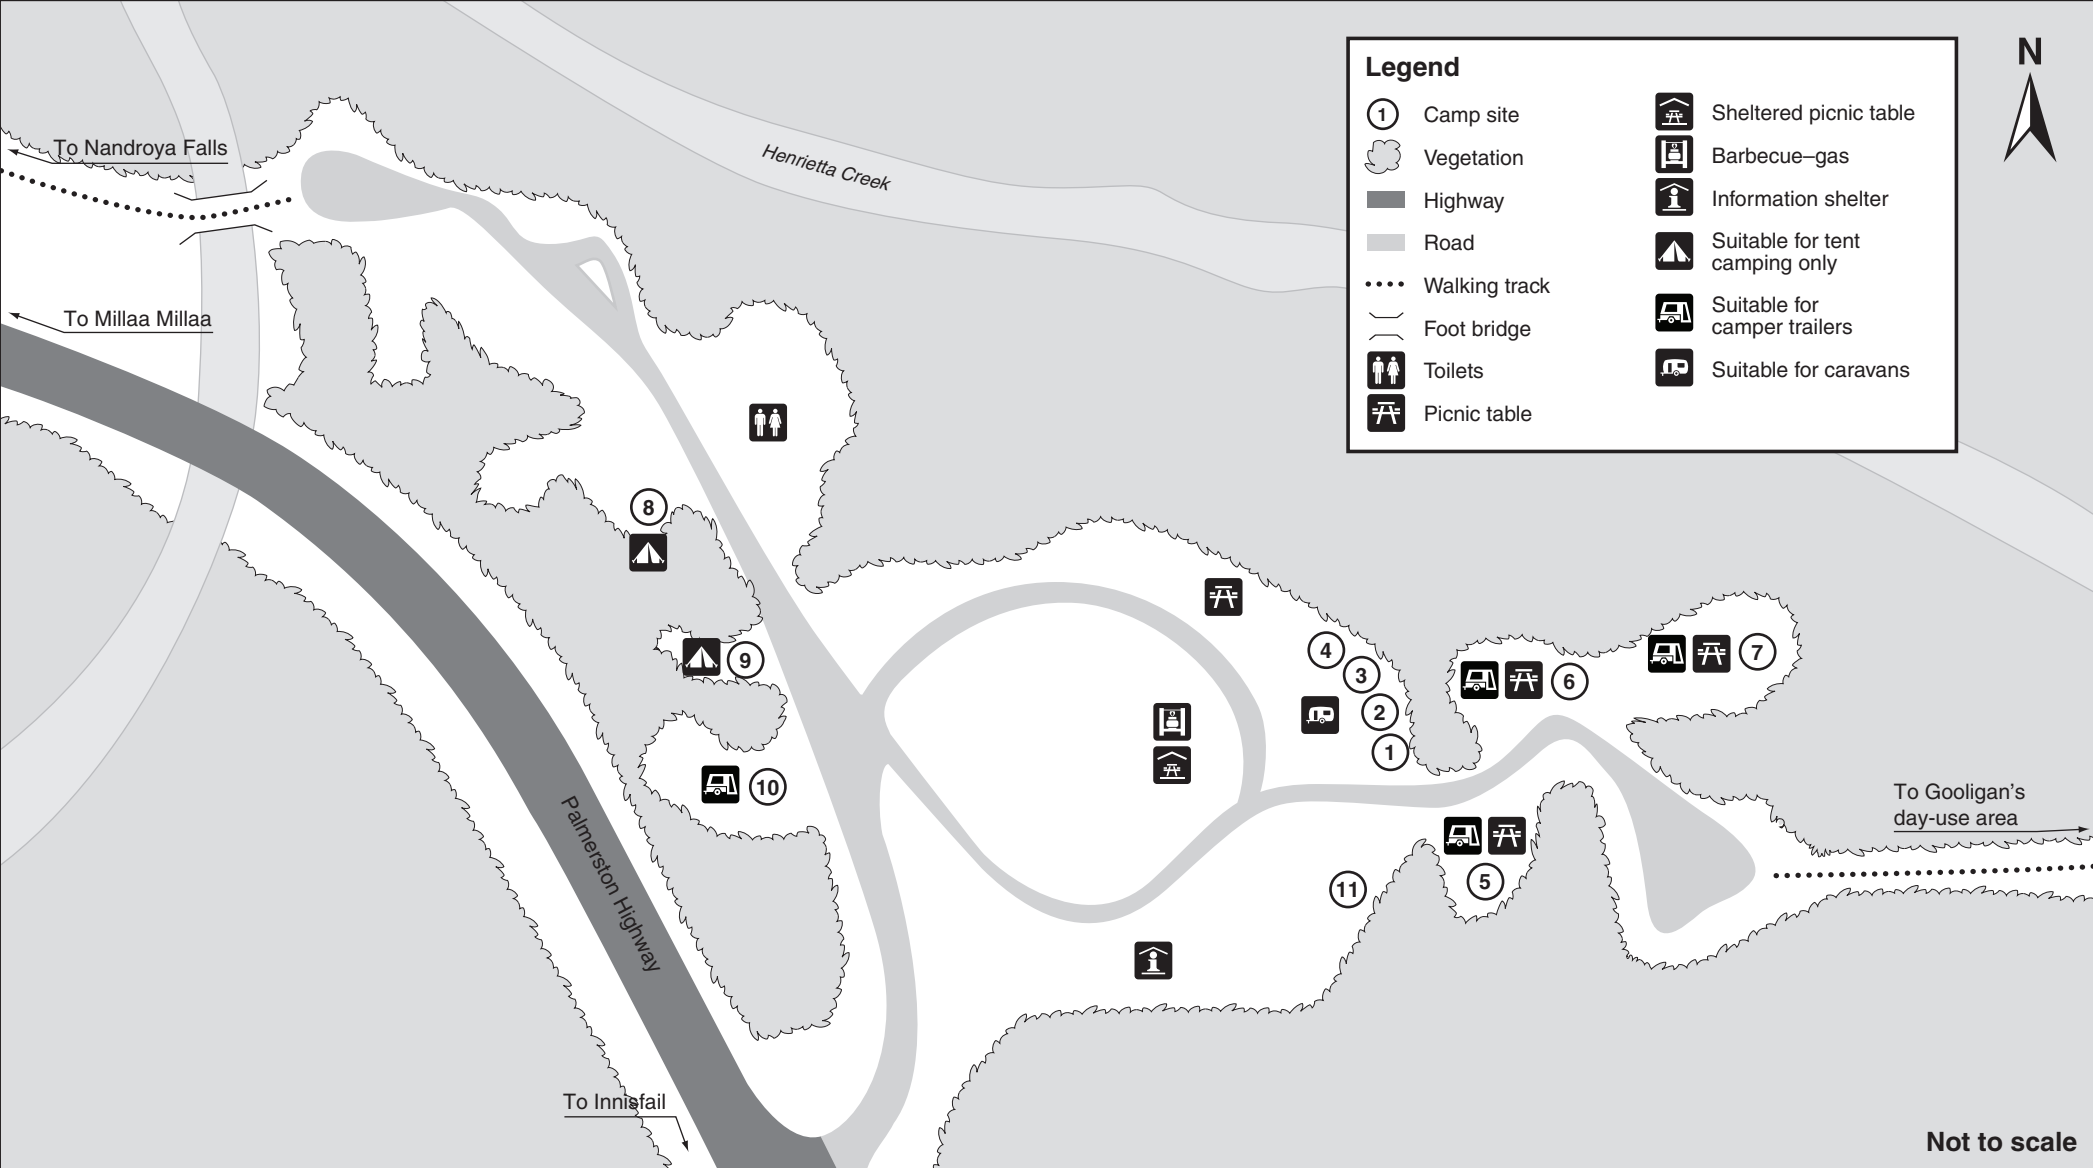 To Nandroya Falls
To Millaa Millaa
Henrietta Creek
Legend
1
Camp site
Vegetation
Highway
Road
Walking track
Foot bridge
Toilets
Picnic table
Sheltered picnic table
Barbecue–gas
Information shelter
Suitable for tent
camping only
Suitable for
camper trailers
Suitable for caravans
N
8
9
10
4
3
2
1
6
7
5
11
To Gooligan's
day-use area
Palmerston Highway
To Innisfail
Not to scale